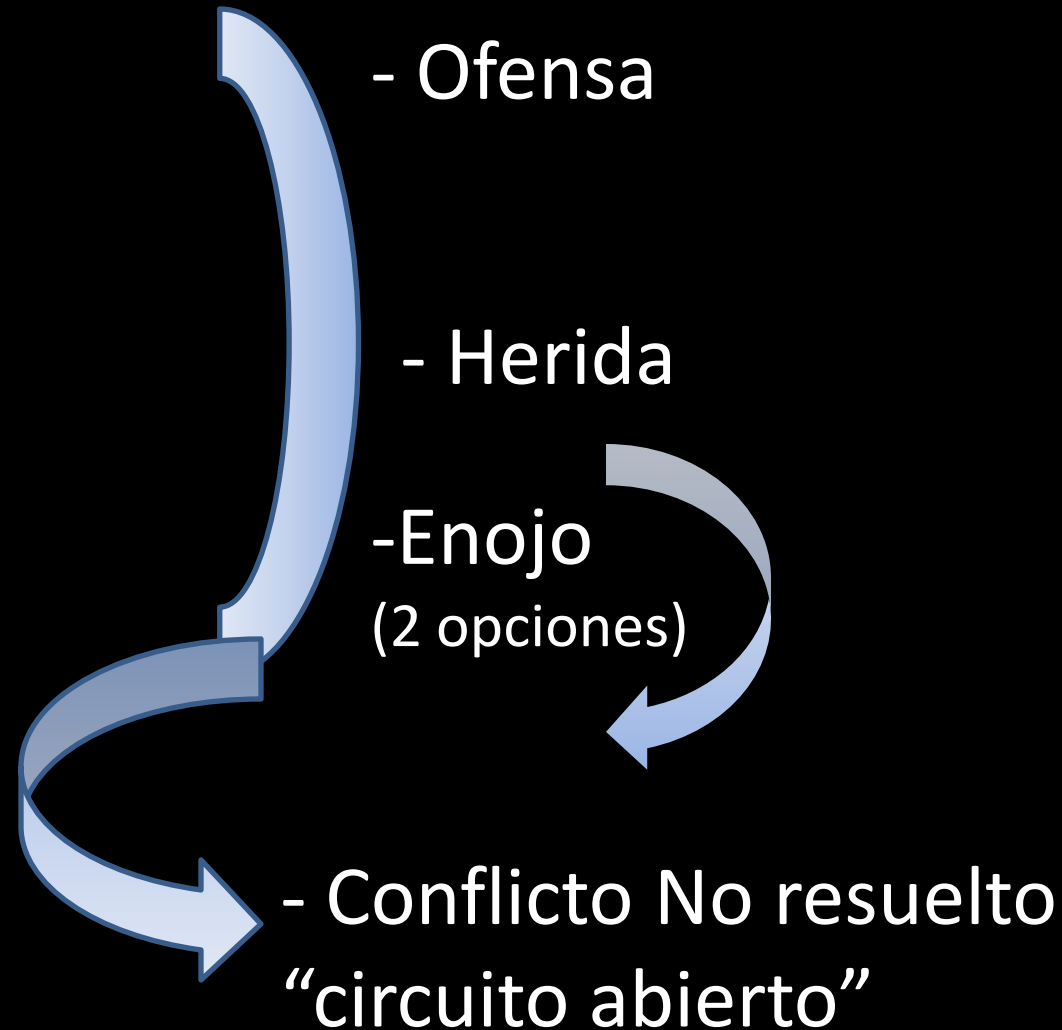 - Ofensa
- Herida
-Enojo
(2 opciones)
- Conflicto No resuelto
“circuito abierto”